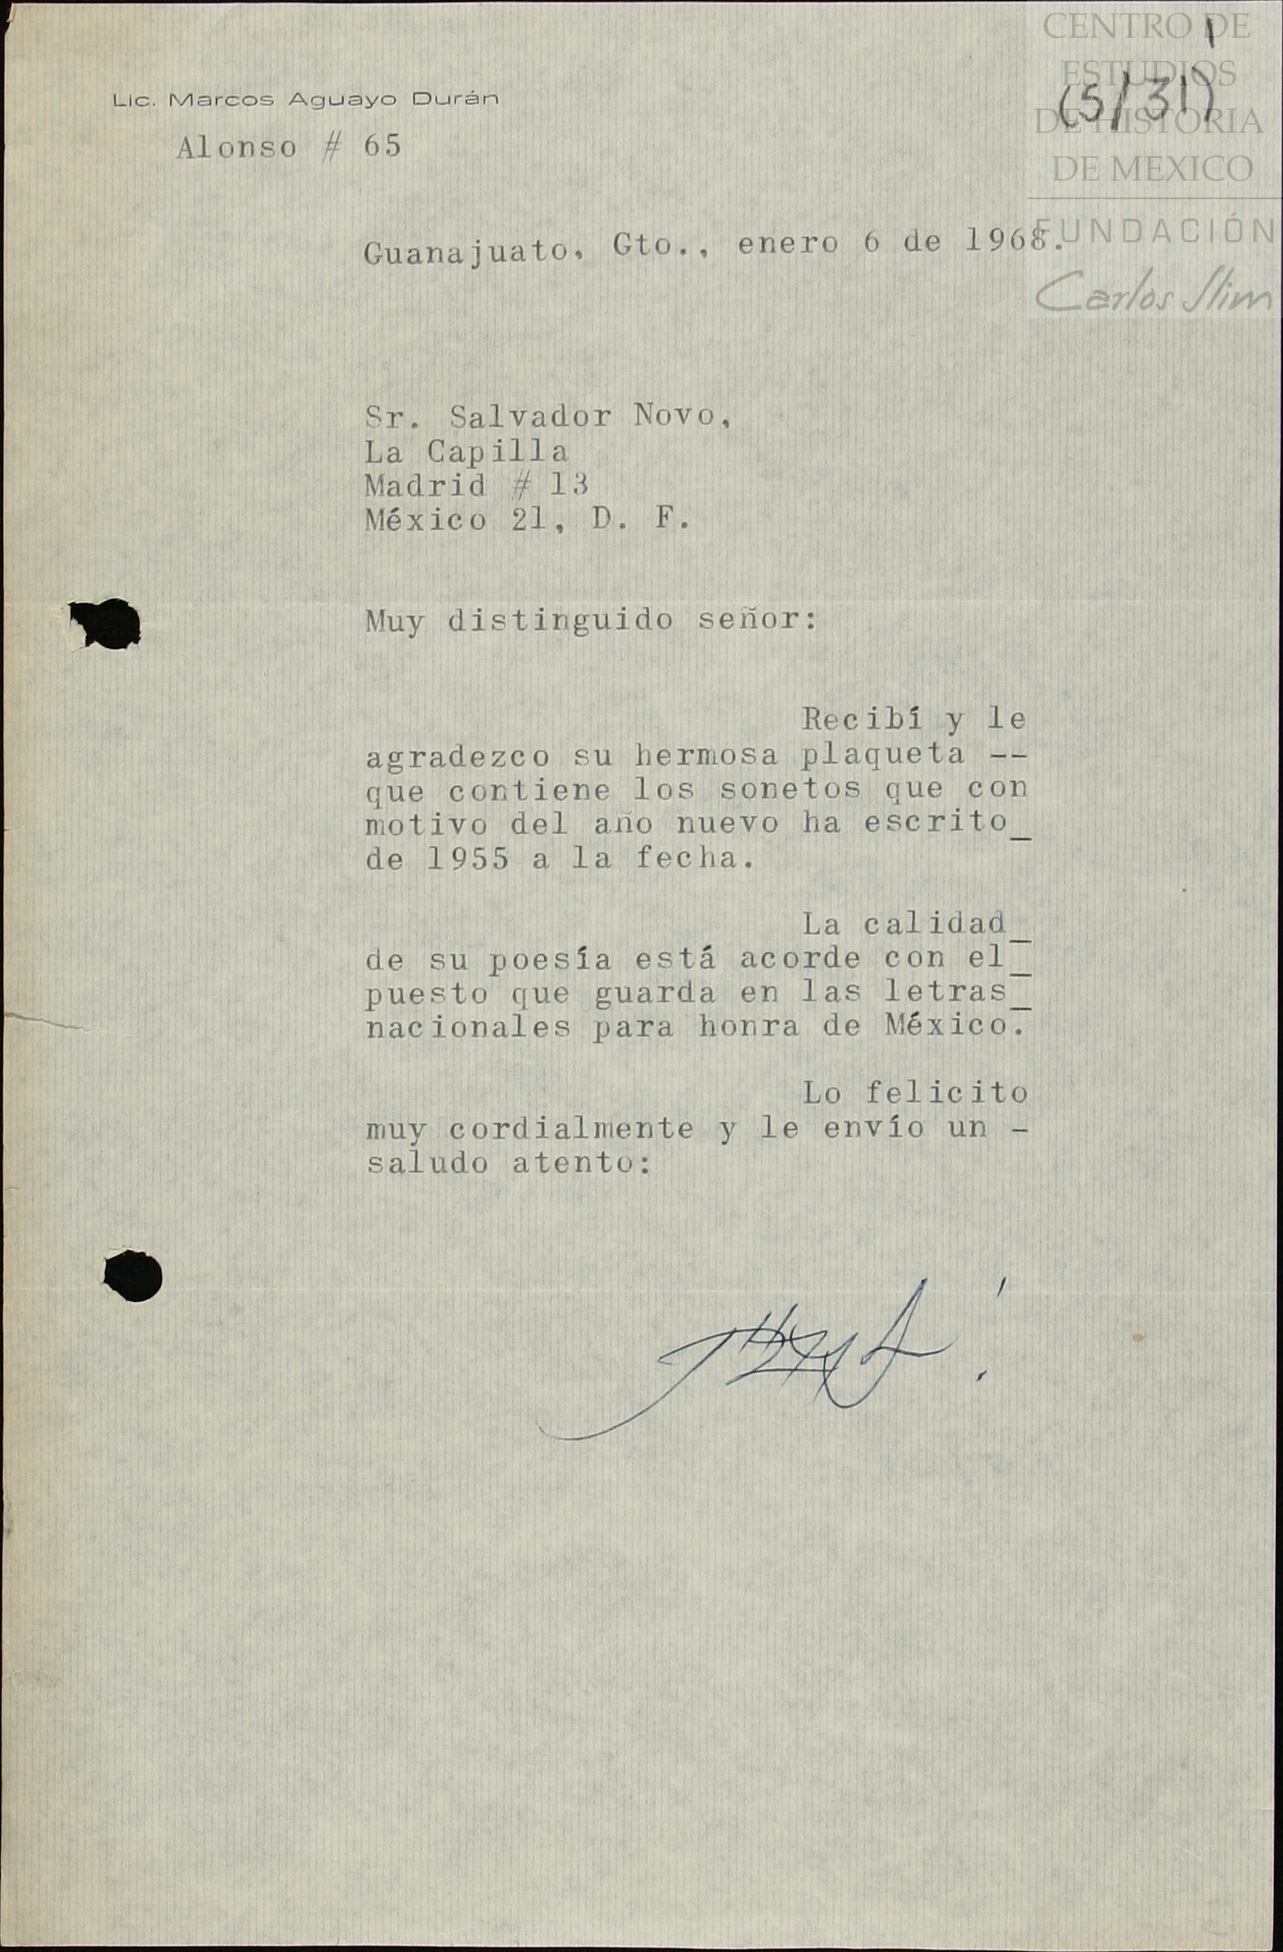 CENTRO DE
ESTUDIOS
DE HISTORIA
DE MEXICO
FUNDACIÓN
Carlos Slim
1
(5/31)
Lic. Marcos Aguayo Durán
Alonso # 65
Guanajuato, Gto., enero 6 de 1968.
Sr. Salvador Novo,
La Capilla
Madrid # 13
México 21, D. F.
Muy distinguido señor:
Recibí y le
agradezco su hermosa plaqueta --
que contiene los sonetos que con
motivo del año nuevo ha escrito_
de 1955 a la fecha.
La calidad_
de su poesía está acorde con el_
puesto que guarda en las letras_
nacionales para honra de México.
Lo felicito
muy cordialmente y le envío un -
saludo atento: